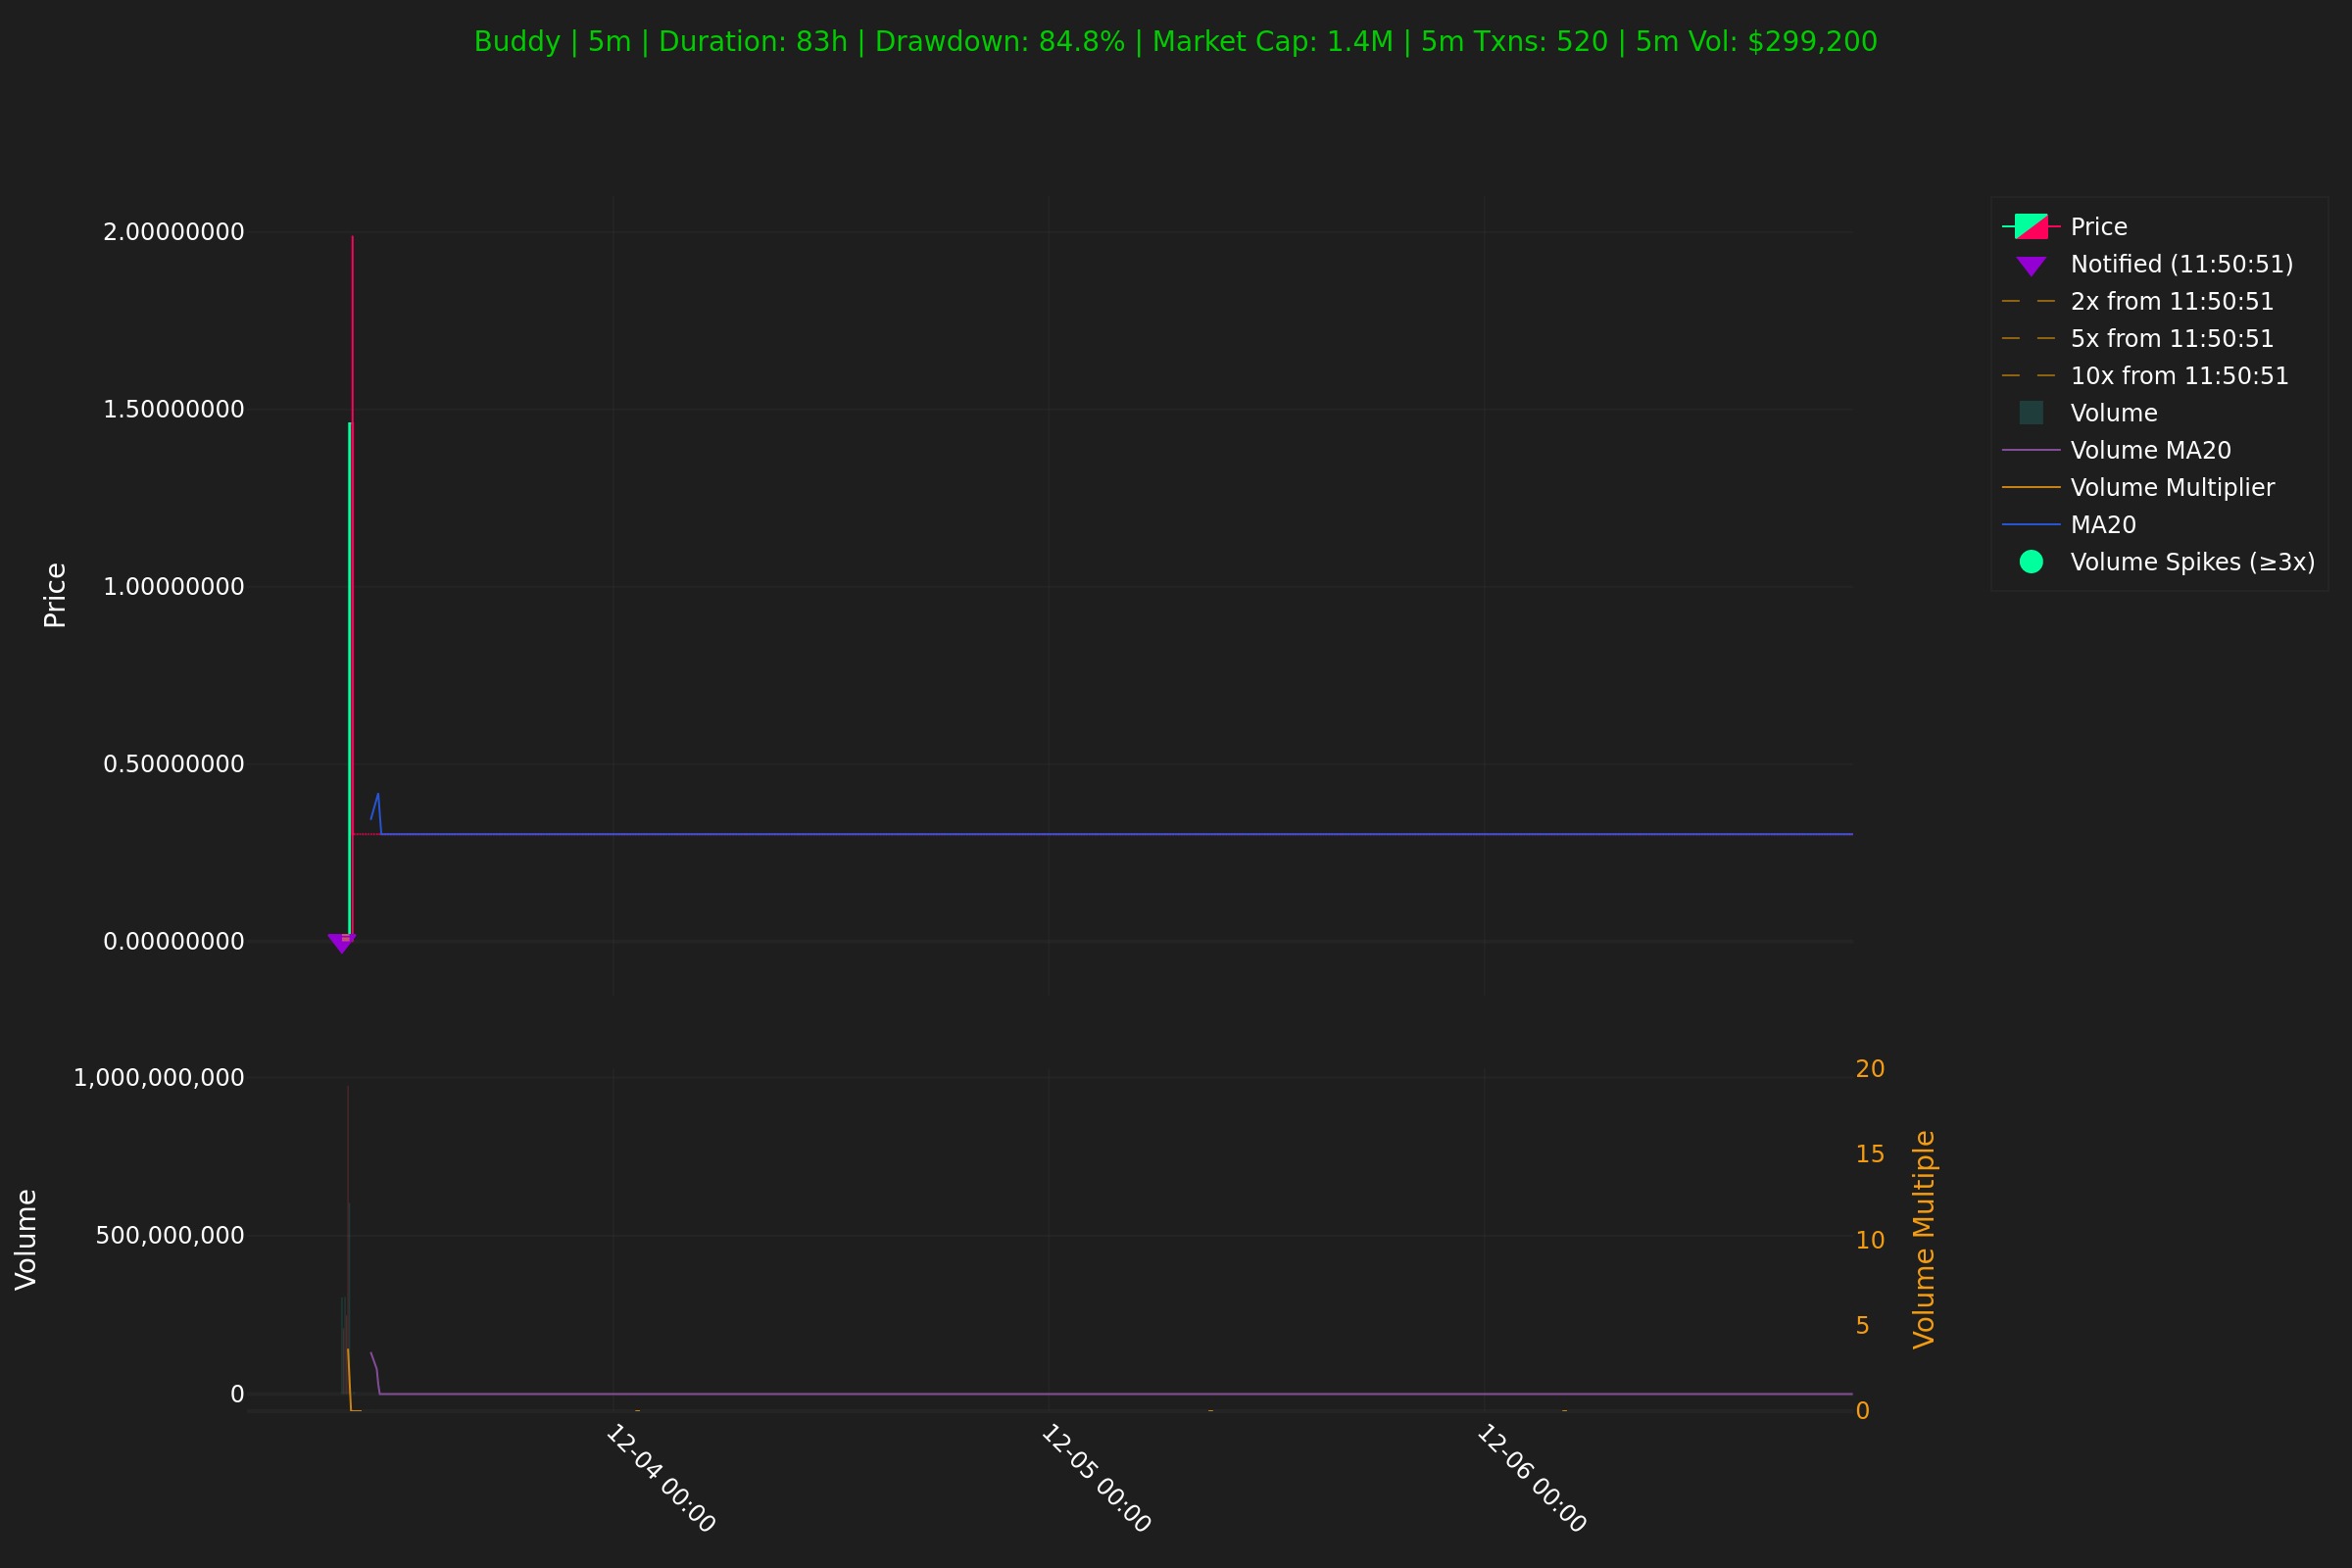 Buddy | 5m | Duration: 83h | Drawdown: 84.8% | Market Cap: 1.4M | 5m Txns: 520 | 5m Vol: $299,200
Price
2.00000000
1.50000000
1.00000000
0.50000000
0.00000000
Price
Notified (11:50:51)
2x from 11:50:51
5x from 11:50:51
10x from 11:50:51
Volume
Volume MA20
Volume Multiplier
MA20
Volume Spikes (≥3x)
Volume
1,000,000,000
500,000,000
0
20
15
10
5
0
Volume Multiple
12-04 00:00
12-05 00:00
12-06 00:00